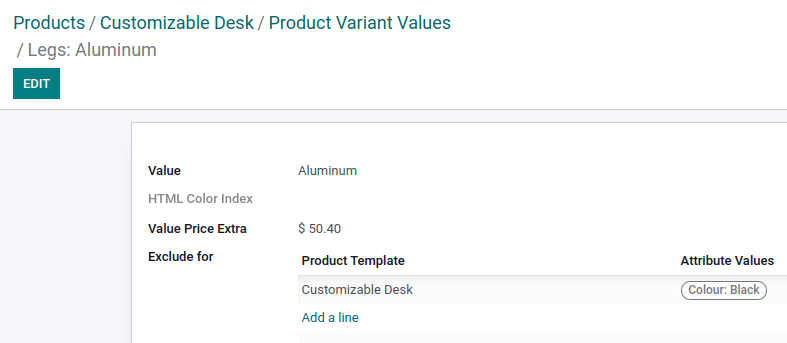 Products / Customizable Desk / Product Variant Values
/ Legs: Aluminum
EDIT
Value Aluminum
HTML Color Index
Value Price Extra $ 50.40
Exclude for
Product Template Attribute Values
Customizable Desk Colour: Black
Add a line